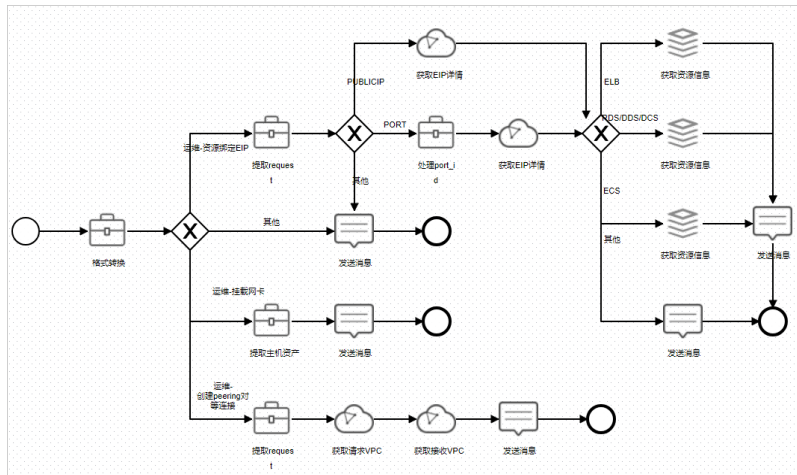 获取EIP详情
获取资源信息
PUBLICIP
ELB
运维-资源绑定EIP
提取reques
t
PORT
处理port_i
d
获取EIP详情
RDS/DDS/DCS
获取资源信息
其他
ECS
格式转换
其他
发送消息
其他
获取资源信息
发送消息
运维-挂载网卡
提取主机资产
发送消息
发送消息
运维-
创建peering对
等连接
提取reques
t
获取请求VPC
获取接收VPC
发送消息